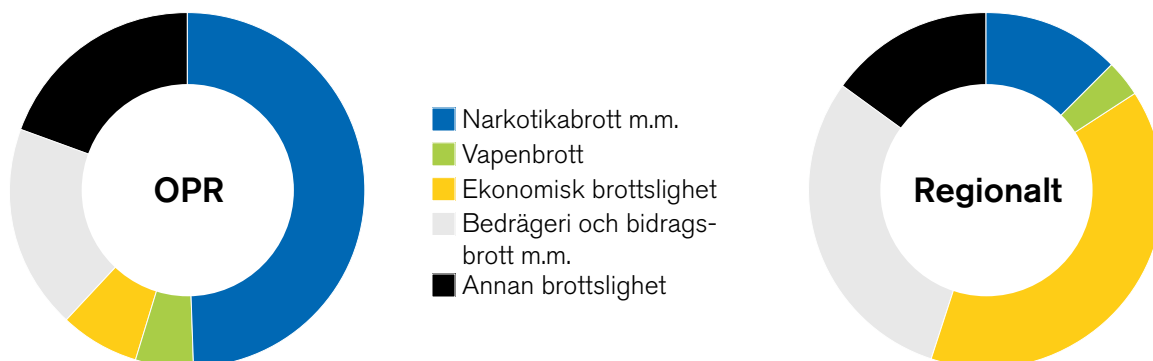 OPR
Narkotikabrott m.m.
Vapenbrott
Ekonomisk brottslighet
Bedrägeri och bidrags-
brott m.m.
Annan brottslighet
Regionalt